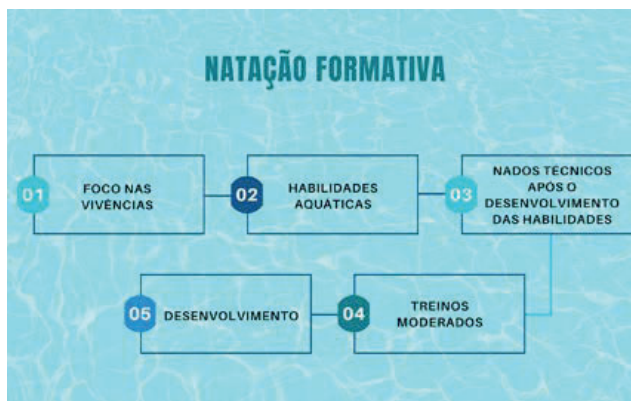 NATAÇÃO FORMATIVA
01
FOCO NAS
VIVÊNCIAS
02
HABILIDADES
AQUÁTICAS
03
NADOS TÉCNICOS
APÓS O
DESENVOLVIMENTO
DAS HABILIDADES
04
TREINOS
MODERADOS
05
DESENVOLVIMENTO